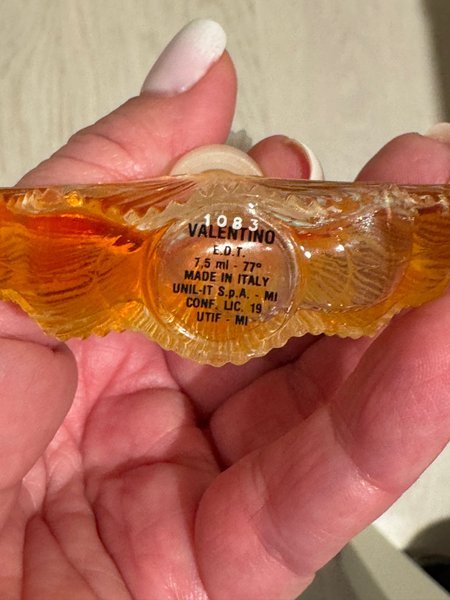 1083
VALENTINO
E.D.T.
7,5 ml - 77°
MADE IN ITALY
UNIL-IT S.p.A. - MI
CONF. LIC. 19
UTIF - MI